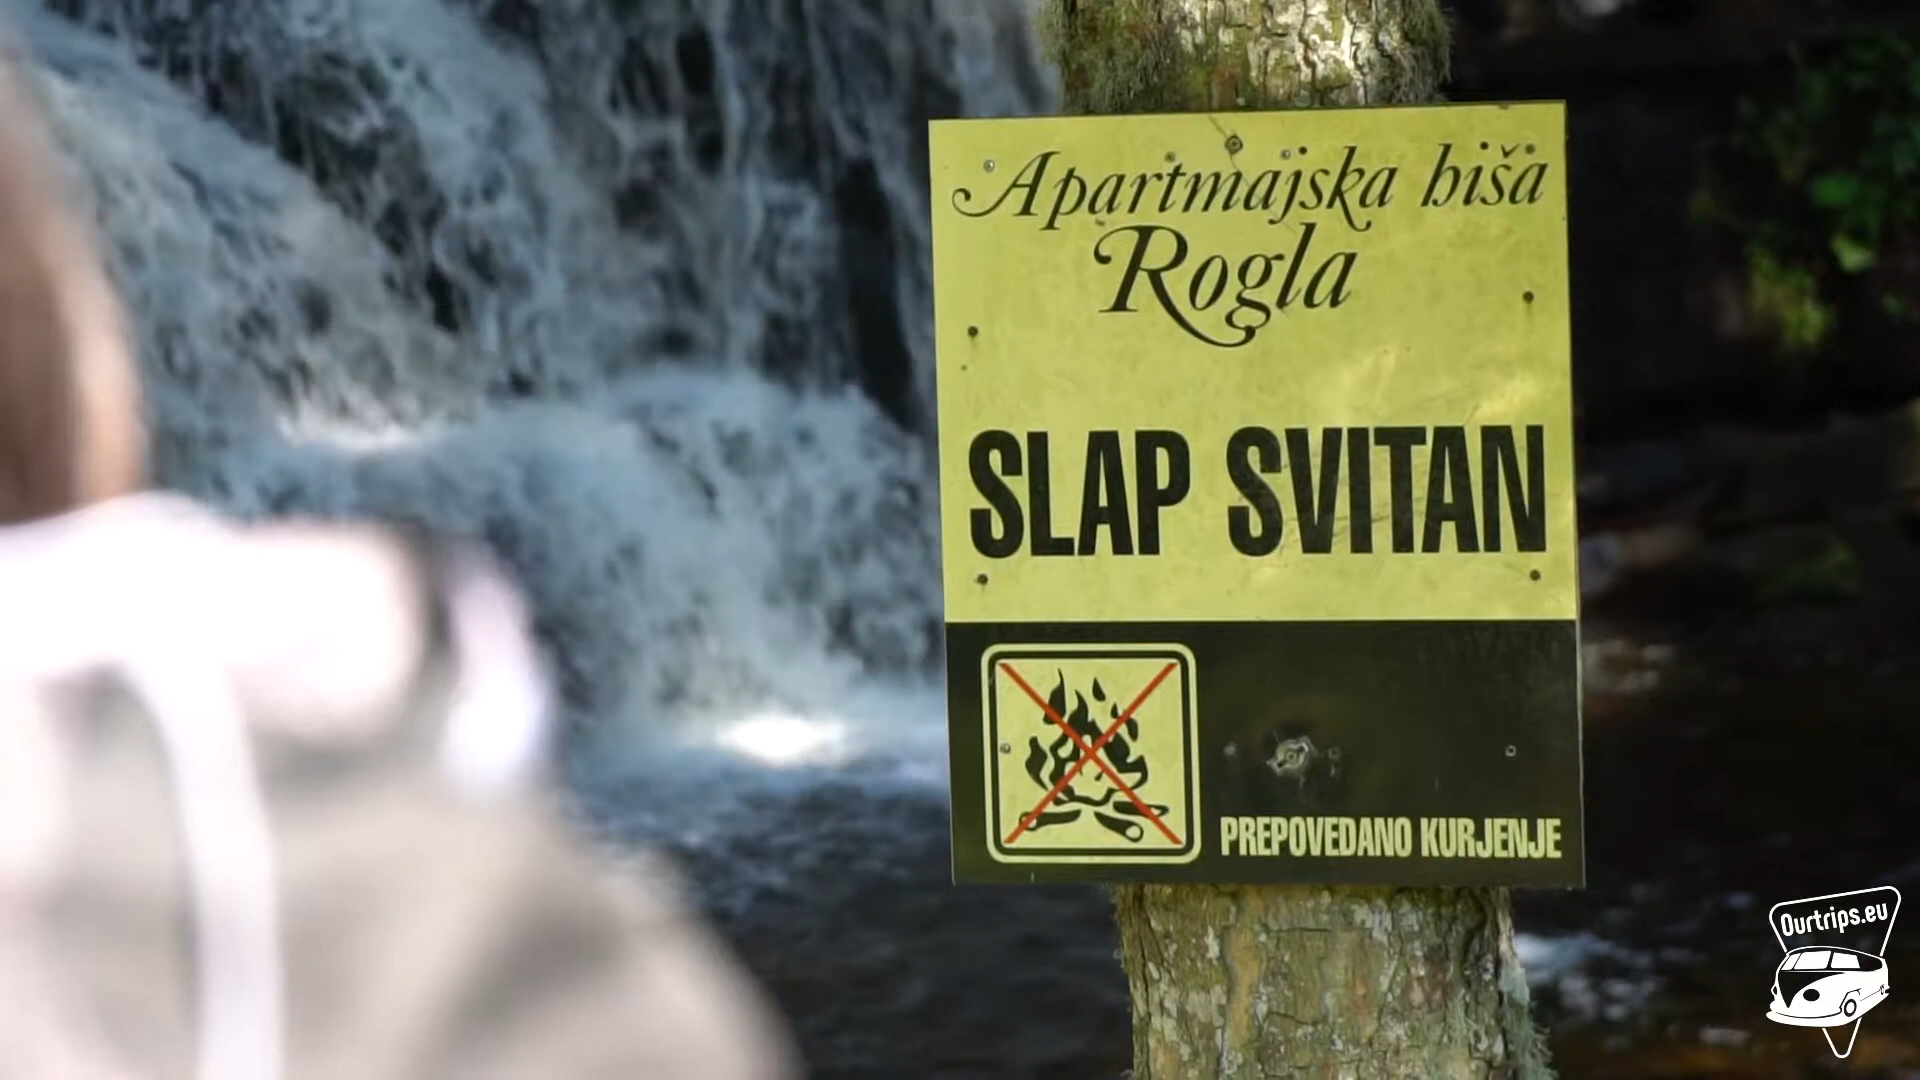 Apartmajska hiša
Rogla
SLAP SVITAN
PREPOVEDANO KURJENJE
Ourtrips.eu